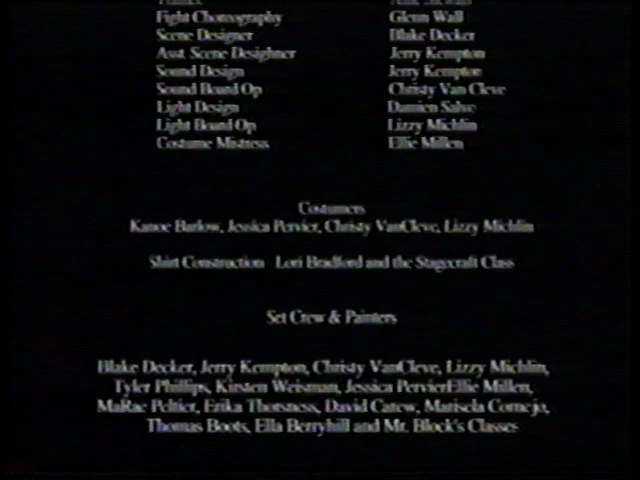 Fight Choreography Glenn Wall
Scene Designer Blake Decker
Asst. Scene Desighner Jerry Kempton
Sound Design Jerry Kempton
Sound Board Op Christy Van Cleve
Light Design Damien Salve
Light Board Op Lizzy Michlin
Costume Mistress Ellie Millen
Costumers
Kanoe Barlow, Jessica Pervier, Christy VanCleve, Lizzy Michlin
Shirt Construction Lori Bradford and the Stagecraft Class
Set Crew & Painters
Blake Decker, Jerry Kempton, Christy VanCleve, Lizzy Michlin,
Tyler Phillips, Kirsten Weisman, Jessica PervierEllie Millen,
MaRae Peltier, Erika Thorsness, David Carew, Marisela Cornejo,
Thomas Boots, Ella Berryhill and Mr. Block's Classes